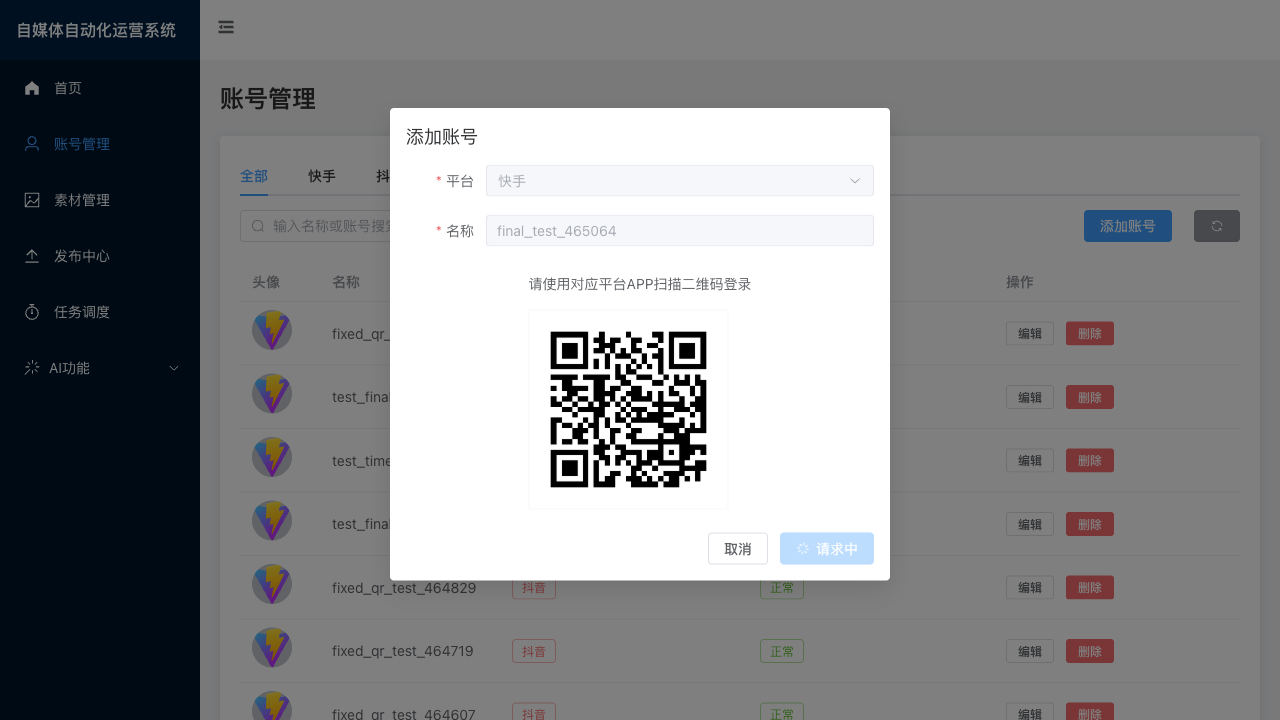 自媒体自动化运营系统
首页
账号管理
素材管理
发布中心
任务调度
AI功能
账号管理
全部
快手
抖
输入名称或账号搜索
添加账号
头像
名称
操作
fixed_qr_
编辑
删除
test_fina
编辑
删除
test_time
编辑
删除
test_fina
编辑
删除
fixed_qr_test_464829
抖音
正常
编辑
删除
fixed_qr_test_464719
抖音
正常
编辑
删除
fixed_qr_test_464607
抖音
正常
编辑
删除
添加账号
* 平台
快手
* 名称
final_test_465064
请使用对应平台APP扫描二维码登录
取消
请求中